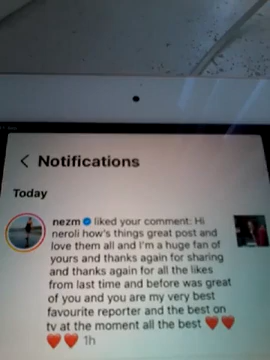 Notifications
Today
nezm liked your comment: Hi
neroli how's things great post and
love them all and I'm a huge fan of
yours and thanks again for sharing
and thanks again for all the likes
from last time and before was great
of you and you are my very best
favourite reporter and the best on
tv at the moment all the best ❤️❤️
❤️❤️ 1h